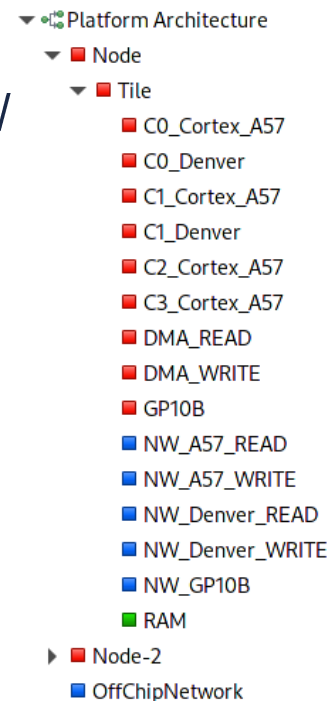 Platform Architecture
Node
Tile
C0_Cortex_A57
C0_Denver
C1_Cortex_A57
C1_Denver
C2_Cortex_A57
C3_Cortex_A57
DMA_READ
DMA_WRITE
GP10B
NW_A57_READ
NW_A57_WRITE
NW_Denver_READ
NW_Denver_WRITE
NW_GP10B
RAM
Node-2
OffChipNetwork